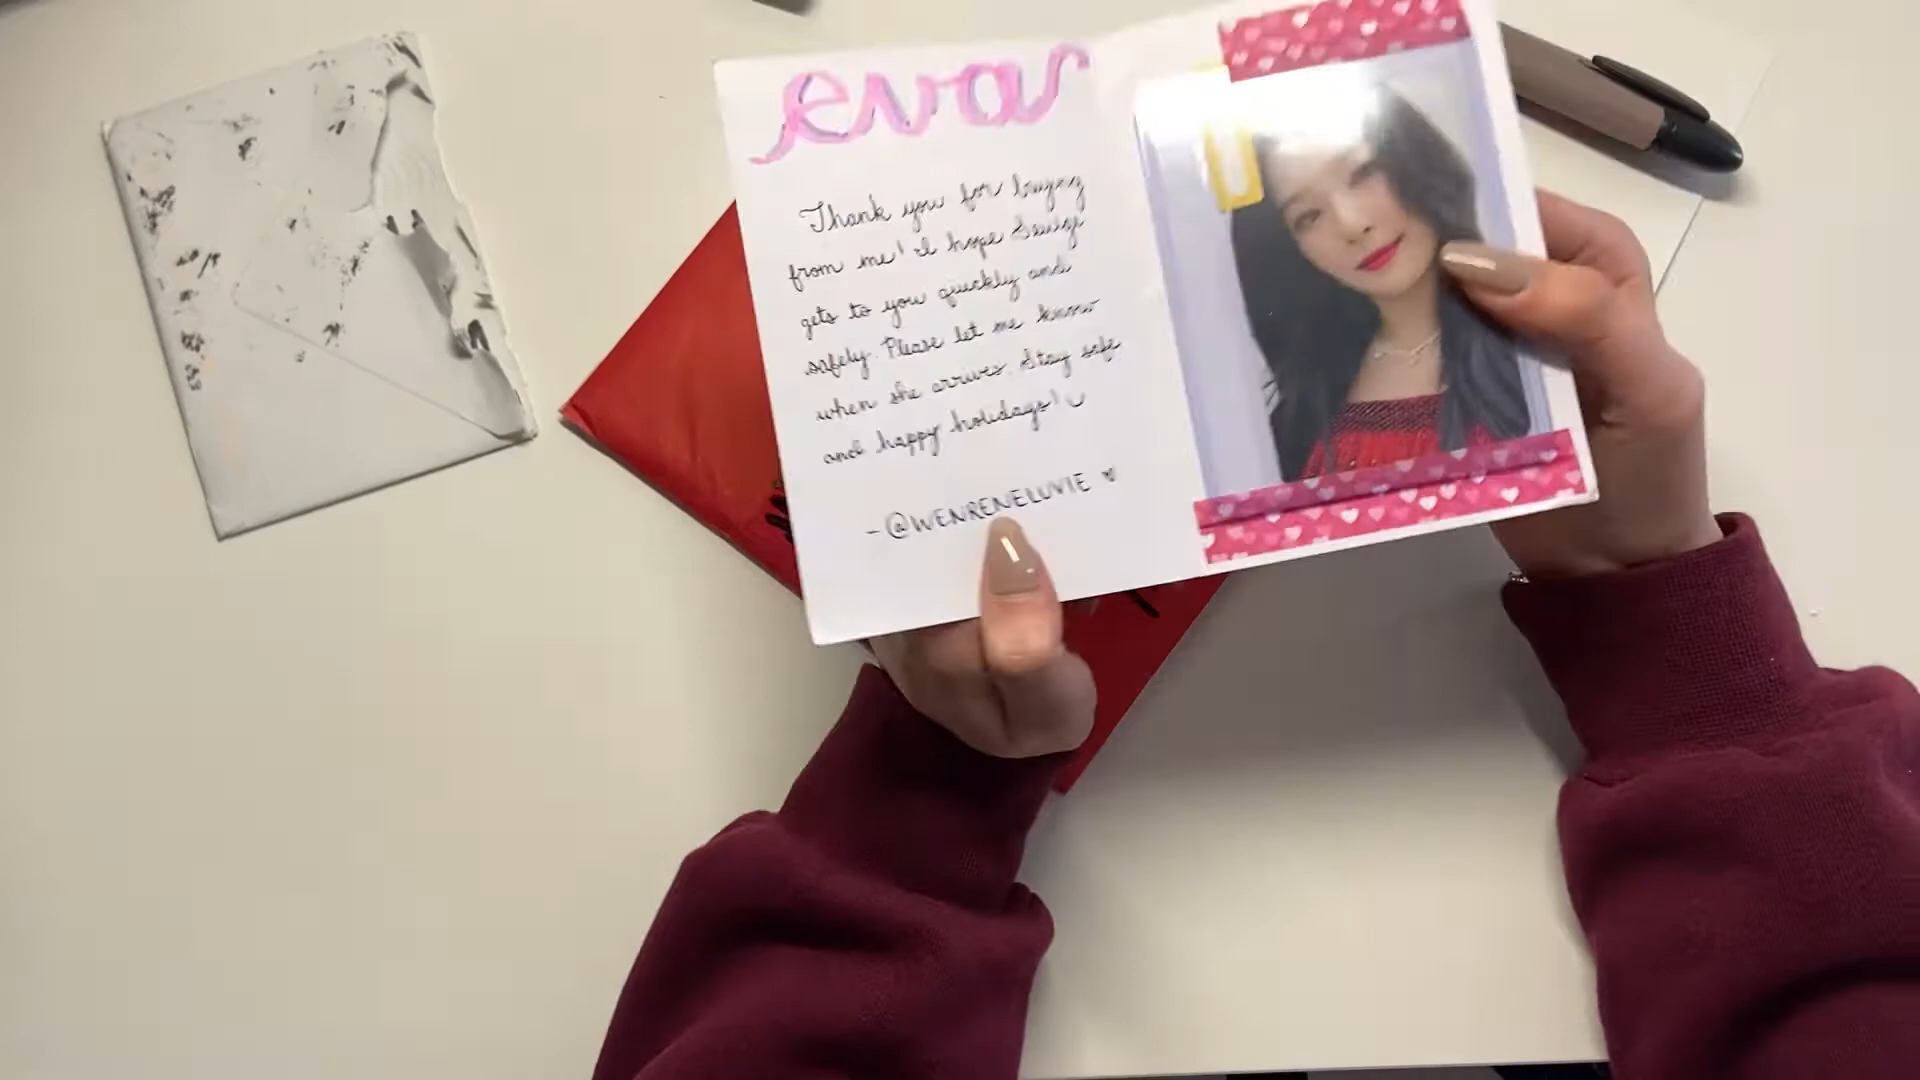 eva
Thank you for buying
from me! I hope Seulgi
gets to you quickly and
safely. Please let me know
when she arrives. Stay safe
and happy holidays!
-@WENRENELUVIE